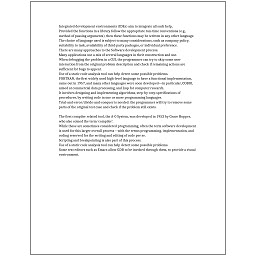 Integrated development environments (IDEs) aim to integrate all such help.
Provided the functions in a library follow the appropriate run-time conventions (e.g.,
method of passing arguments), then these functions may be written in any other language.
The choice of language used is subject to many considerations, such as company policy,
suitability to task, availability of third-party packages, or individual preference.
There are many approaches to the Software development process.
Many applications use a mix of several languages in their construction and use.
When debugging the problem in a GUI, the programmer can try to skip some user
interaction from the original problem description and check if remaining actions are
sufficient for bugs to appear.
Use of a static code analysis tool can help detect some possible problems.
FORTRAN, the first widely used high-level language to have a functional implementation,
came out in 1957, and many other languages were soon developed—in particular, COBOL
aimed at commercial data processing, and Lisp for computer research.
It involves designing and implementing algorithms, step-by-step specifications of
procedures, by writing code in one or more programming languages.
Trial-and-error/divide-and-conquer is needed: the programmer will try to remove some
parts of the original test case and check if the problem still exists.
The first compiler related tool, the A-0 System, was developed in 1952 by Grace Hopper,
who also coined the term 'compiler'.
While these are sometimes considered programming, often the term software development
is used for this larger overall process – with the terms programming, implementation, and
coding reserved for the writing and editing of code per se.
Scripting and breakpointing is also part of this process.
Use of a static code analysis tool can help detect some possible problems.
Some text editors such as Emacs allow GDB to be invoked through them, to provide a visual
environment.